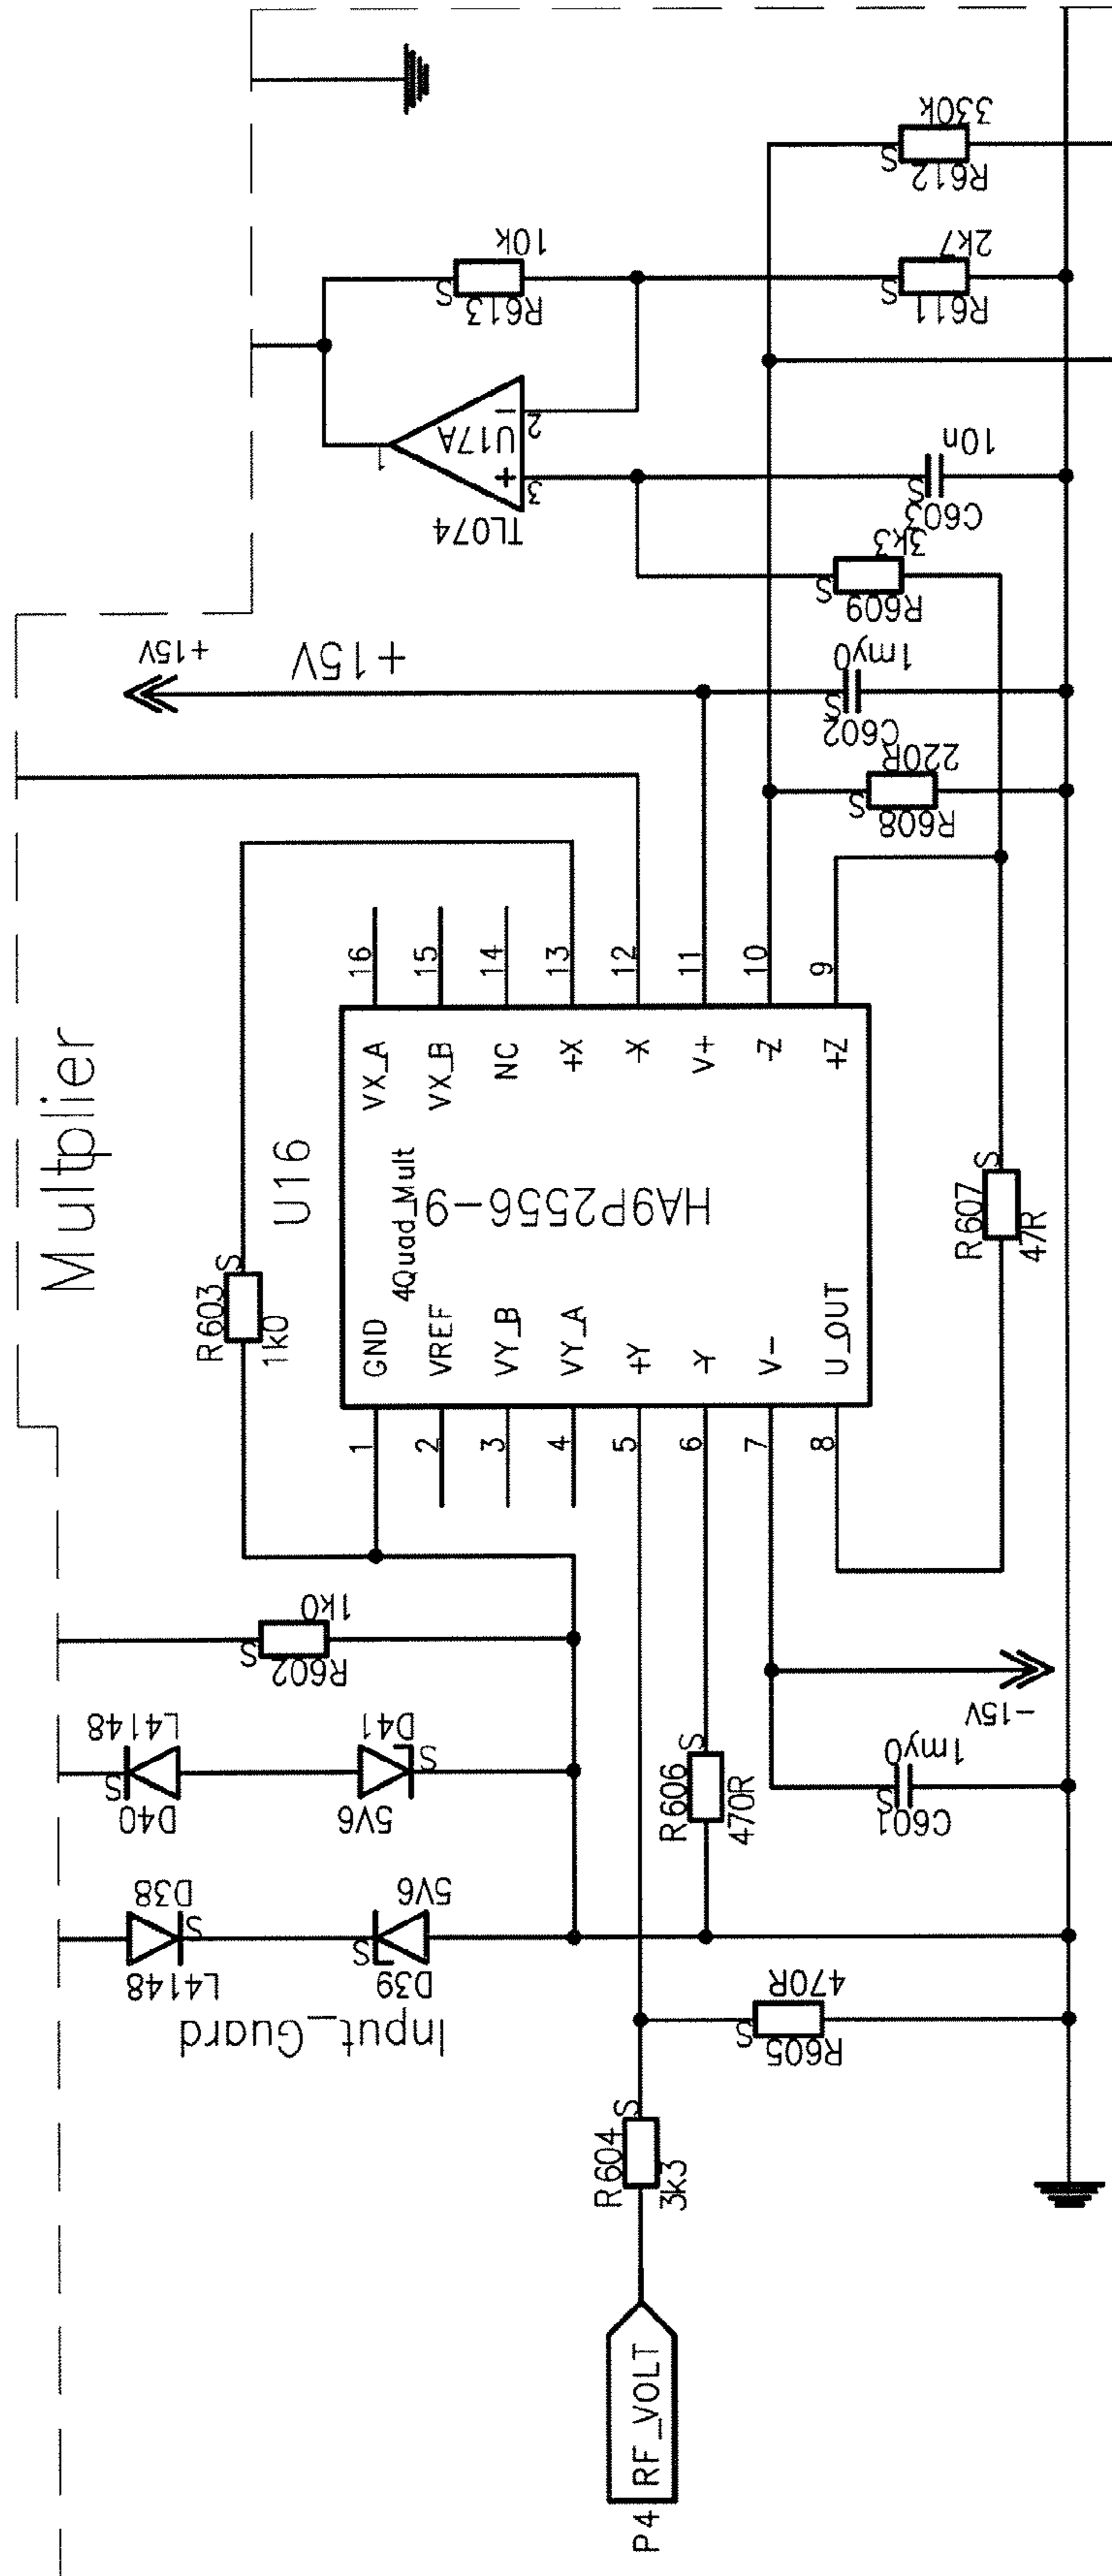 Multplier
Input_Guard
D38
L4148
5V6
D39
L4148
D40
D41
5V6
1k0
R602
R603 S
1k0
U16
4Quad_Mult
HA9P2556-9
GND
VREF
VY_B
VY_A
+Y
-Y
V-
U_OUT
1
2
3
4
5
6
7
8
VX_A
VX_B
NC
+X
-X
V+
-Z
+Z
16
15
14
13
12
11
10
9
P4 RF_VOLT
R604 S
3k3
470R
S
R605
R606 S
470R
1my0
S
C601
-15V
R607 S
47R
220R
S
R608
+15V
+15V
1my0
S
C602
3k3
S
R609
10n
S
C603
TL074
U17A
+
-
3
2
1
10k
S
R613
2k7
S
R611
330k
S
R612
S
S
S
S
S